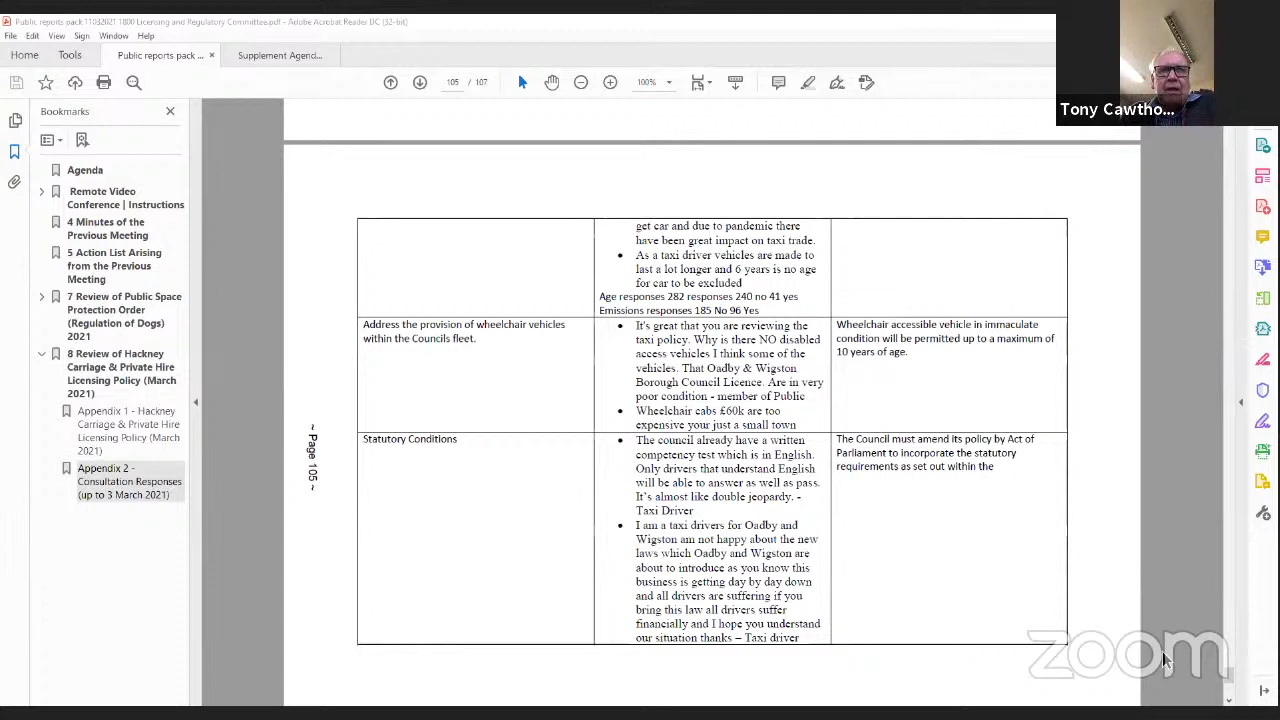 Public reports pack 11032021 1800 Licensing and Regulatory Committee.pdf - Adobe Acrobat Reader DC (32-bit)
File Edit View Sign Window Help
Home Tools Public reports pack ... × Supplement Agend...
105 / 107 100%
Tony Cawtho...
Bookmarks
Agenda
Remote Video
Conference | Instructions
4 Minutes of the
Previous Meeting
5 Action List Arising
from the Previous
Meeting
7 Review of Public Space
Protection Order
(Regulation of Dogs)
2021
8 Review of Hackney
Carriage & Private Hire
Licensing Policy (March
2021)
Appendix 1 - Hackney
Carriage & Private Hire
Licensing Policy (March
2021)
Appendix 2 -
Consultation Responses
(up to 3 March 2021)
~ Page 105 ~
get car and due to pandemic there
have been great impact on taxi trade.
• As a taxi driver vehicles are made to
last a lot longer and 6 years is no age
for car to be excluded
Age responses 282 responses 240 no 41 yes
Emissions responses 185 No 96 Yes
Address the provision of wheelchair vehicles
within the Councils fleet.
• It's great that you are reviewing the
taxi policy. Why is there NO disabled
access vehicles I think some of the
vehicles. That Oadby & Wigston
Borough Council Licence. Are in very
poor condition - member of Public
• Wheelchair cabs £60k are too
expensive your just a small town
Wheelchair accessible vehicle in immaculate
condition will be permitted up to a maximum of
10 years of age.
Statutory Conditions
• The council already have a written
competency test which is in English.
Only drivers that understand English
will be able to answer as well as pass.
It's almost like double jeopardy. -
Taxi Driver
• I am a taxi drivers for Oadby and
Wigston am not happy about the new
laws which Oadby and Wigston are
about to introduce as you know this
business is getting day by day down
and all drivers are suffering if you
bring this law all drivers suffer
financially and I hope you understand
our situation thanks – Taxi driver
The Council must amend its policy by Act of
Parliament to incorporate the statutory
requirements as set out within the
zoom